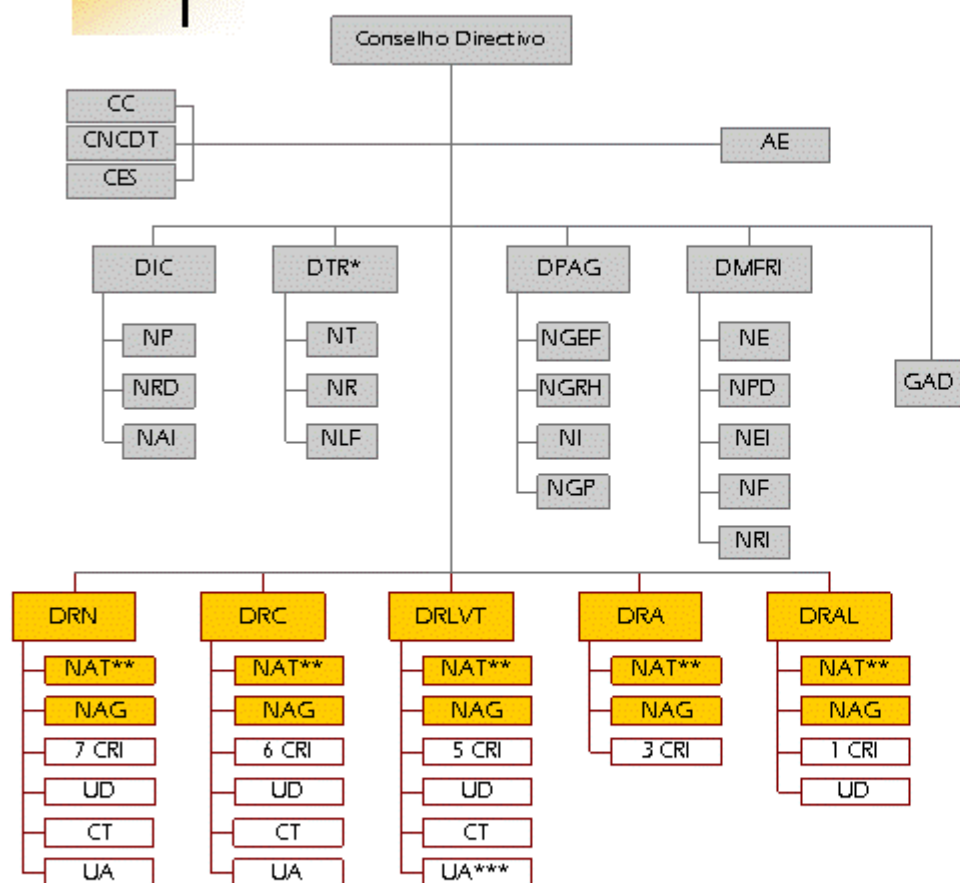 Conselho Directivo
CC
CNCDT
CES
AE
DIC
DTR*
DPAG
DMFRI
GAD
NP
NRD
NAI
NT
NR
NLF
NGEF
NGRH
NI
NGP
NE
NPD
NEI
NF
NRI
DRN
DRC
DRLVT
DRA
DRAL
NAT**
NAG
7 CRI
UD
CT
UA
NAT**
NAG
6 CRI
UD
CT
UA
NAT**
NAG
5 CRI
UD
CT
UA***
NAT**
NAG
3 CRI
NAT**
NAG
1 CRI
UD